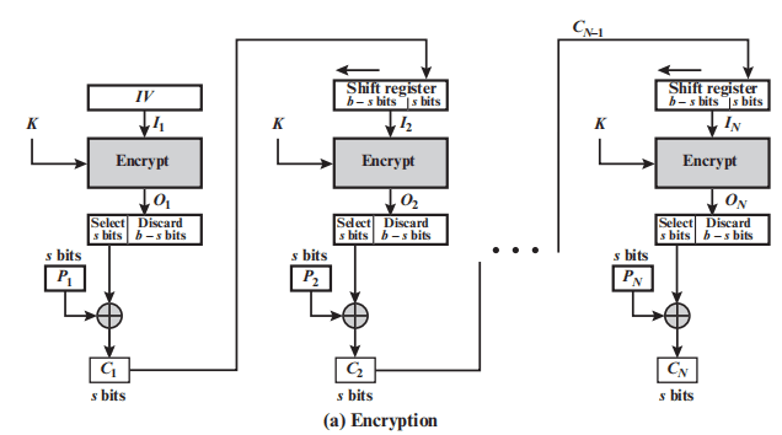 C_{N-1}
IV
Shift register
b – s bits | s bits
Shift register
b – s bits | s bits
K
I_1
K
I_2
K
I_N
Encrypt
Encrypt
Encrypt
O_1
O_2
O_N
Select Discard
s bits b – s bits
Select Discard
s bits b – s bits
Select Discard
s bits b – s bits
s bits
s bits
s bits
P_1
P_2
P_N
• • •
C_1
C_2
C_N
s bits
s bits
s bits
(a) Encryption